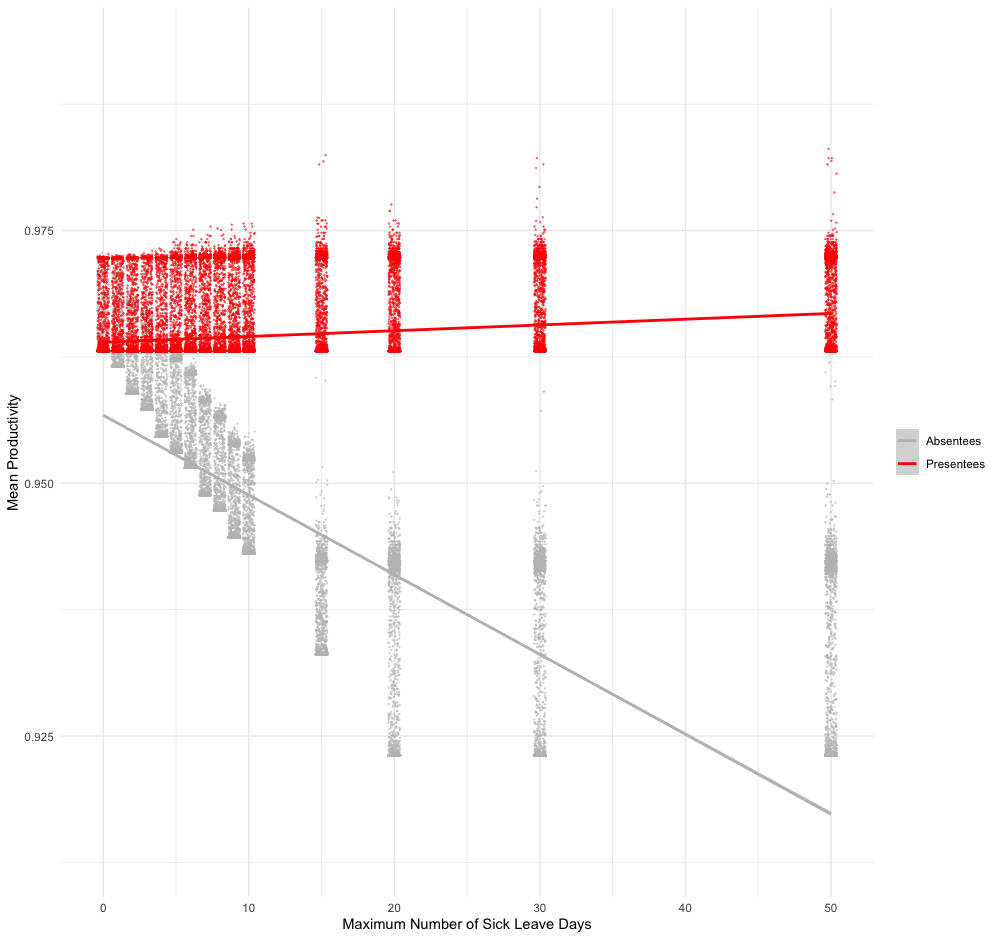 Mean Productivity
0.975
0.950
0.925
0 10 20 30 40 50
Maximum Number of Sick Leave Days
Absentees
Presentees